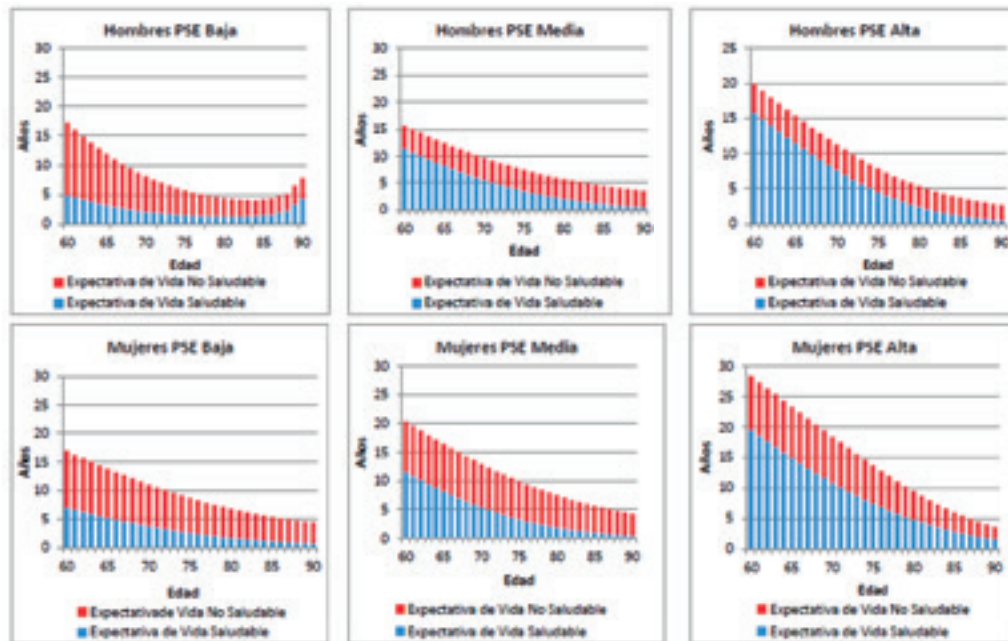 Hombres PSE Baja
30
25
20
15
10
5
0
Años
60 65 70 75 80 85 90
Edad
Expectativa de Vida No Saludable
Expectativa de Vida Saludable
Hombres PSE Media
30
25
20
15
10
5
0
Años
60 65 70 75 80 85 90
Edad
Expectativa de Vida No Saludable
Expectativa de Vida Saludable
Hombres PSE Alta
25
20
15
10
5
0
Años
60 65 70 75 80 85 90
Edad
Expectativa de Vida No Saludable
Expectativa de Vida Saludable
Mujeres PSE Baja
30
25
20
15
10
5
0
Años
60 65 70 75 80 85 90
Edad
Expectativade Vida No Saludable
Expectativa de Vida Saludable
Mujeres PSE Media
30
25
20
15
10
5
0
Años
60 65 70 75 80 85 90
Edad
Expectativa de Vida No Saludable
Expectativa de Vida Saludable
Mujeres PSE Alta
30
25
20
15
10
5
0
Años
60 65 70 75 80 85 90
Edad
Expectativa de Vida No Saludable
Expectativa de Vida Saludable